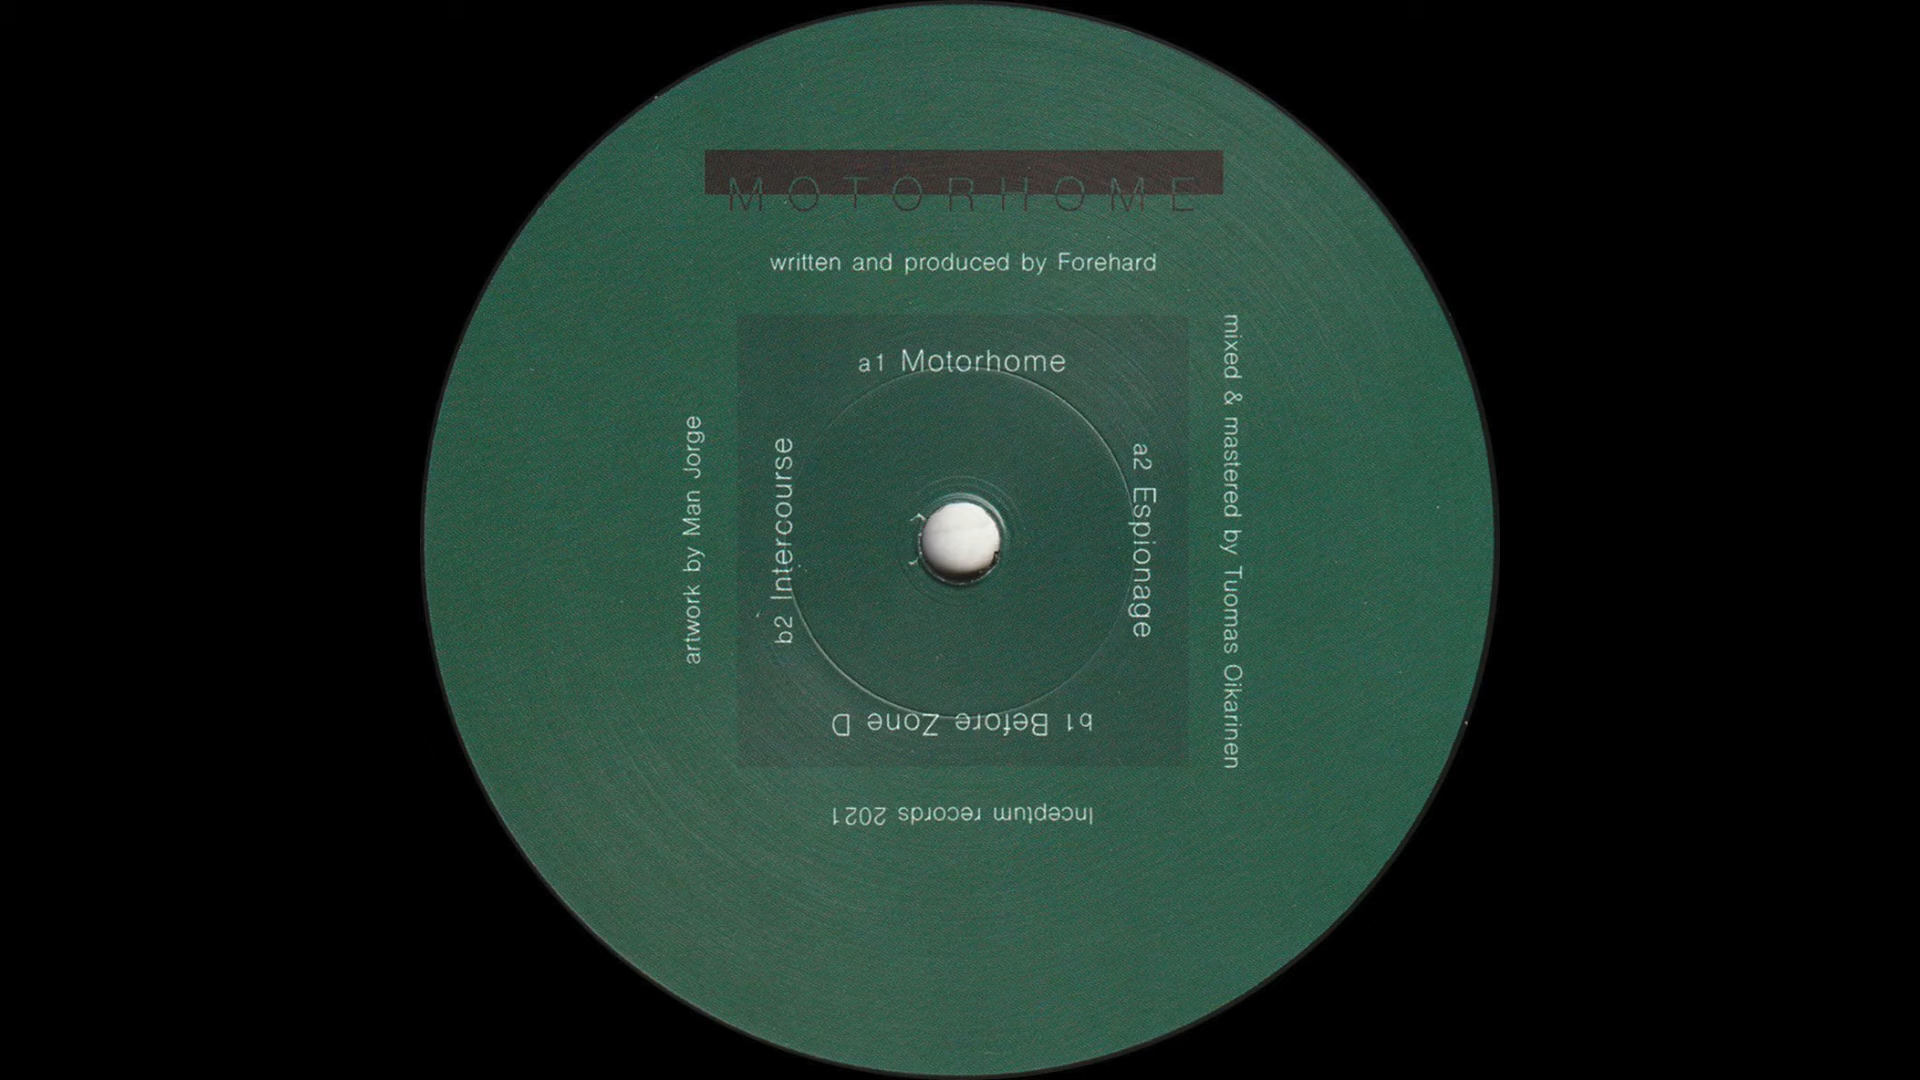 MOTORHOME
written and produced by Forehard
a1 Motorhome
a2 Espionage
b1 Before Zone D
b2 Intercourse
mixed & mastered by Tuomas Oikarinen
Inceptum records 2021
artwork by Man Jorge